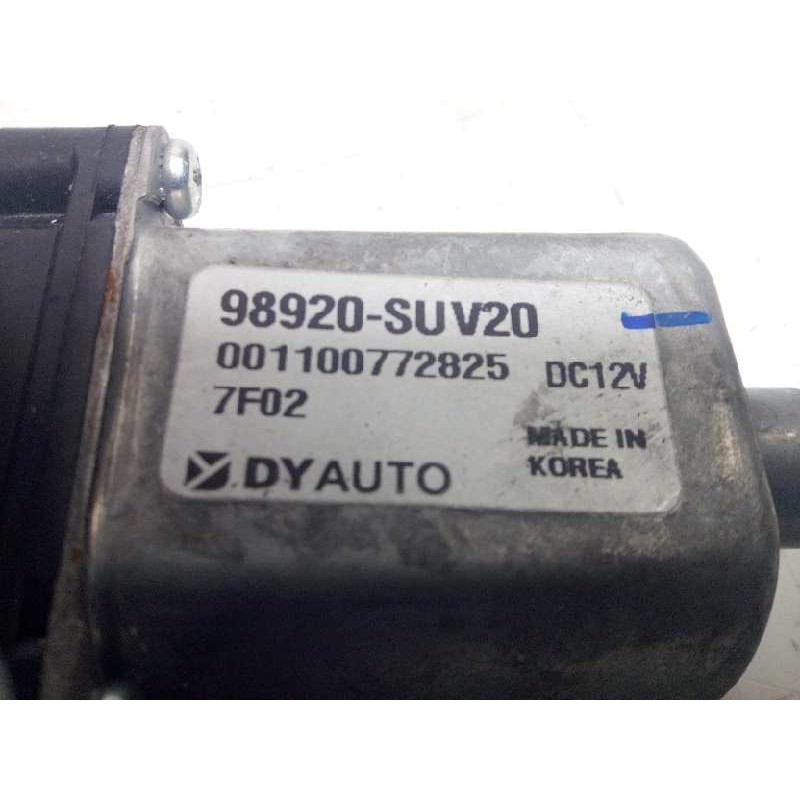 98920-SUV20
001100772825 DC12V
7F02
MADE IN
KOREA
DYAUTO